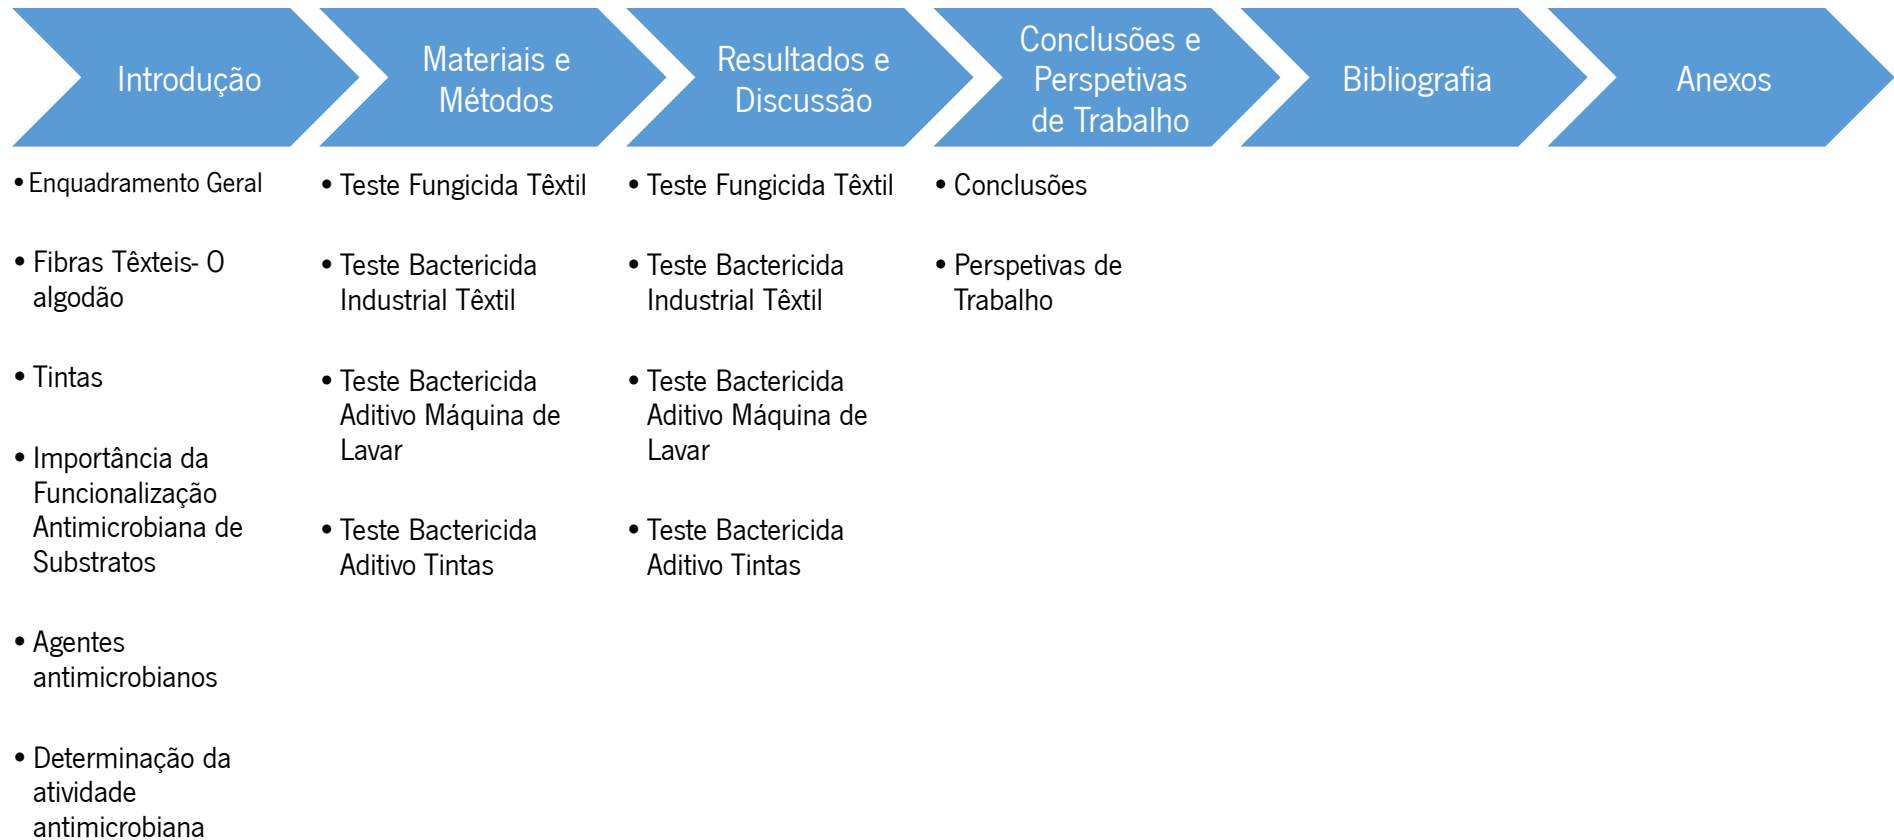 Introdução
Materiais e
Métodos
Resultados e
Discussão
Conclusões e
Perspetivas
de Trabalho
Bibliografia
Anexos
•Enquadramento Geral
• Fibras Têxteis- O
algodão
• Tintas
• Importância da
Funcionalização
Antimicrobiana de
Substratos
• Agentes
antimicrobianos
• Determinação da
atividade
antimicrobiana
• Teste Fungicida Têxtil
• Teste Bactericida
Industrial Têxtil
• Teste Bactericida
Aditivo Máquina de
Lavar
• Teste Bactericida
Aditivo Tintas
• Teste Fungicida Têxtil
• Teste Bactericida
Industrial Têxtil
• Teste Bactericida
Aditivo Máquina de
Lavar
• Teste Bactericida
Aditivo Tintas
• Conclusões
• Perspetivas de
Trabalho